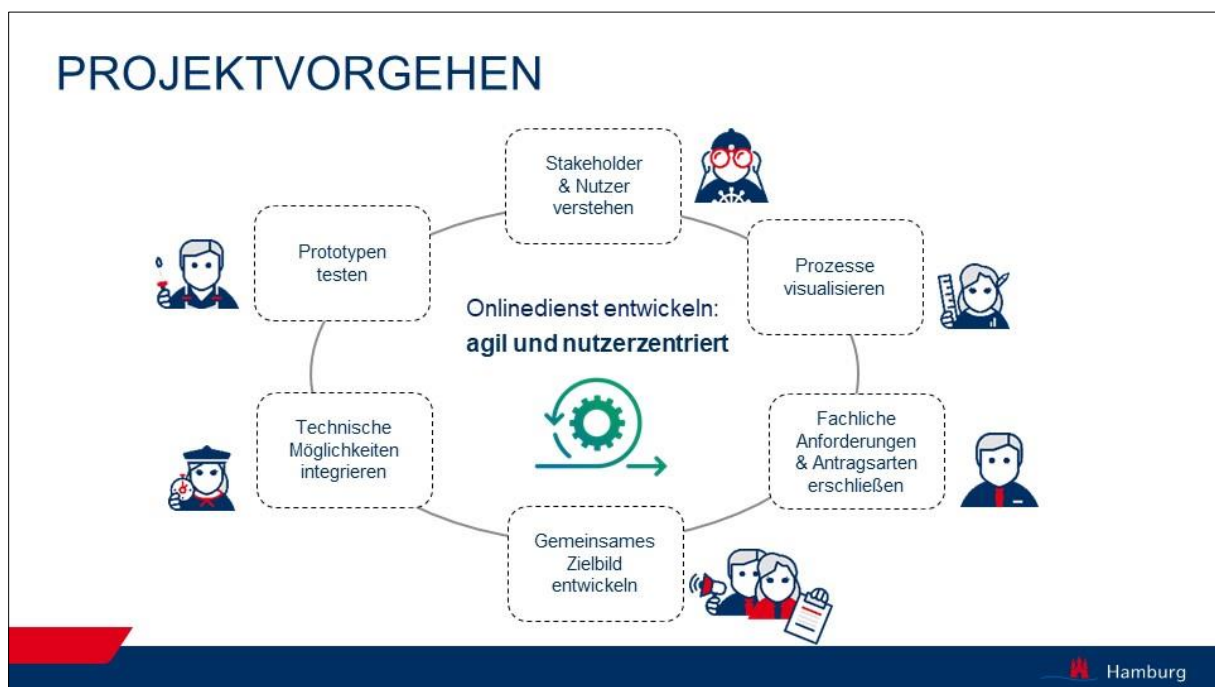 PROJEKTVORGEHEN
Stakeholder
& Nutzer
verstehen
Prozesse
visualisieren
Fachliche
Anforderungen
& Antragsarten
erschließen
Gemeinsames
Zielbild
entwickeln
Technische
Möglichkeiten
integrieren
Prototypen
testen
Onlinedienst entwickeln:
agil und nutzerzentriert
Hamburg